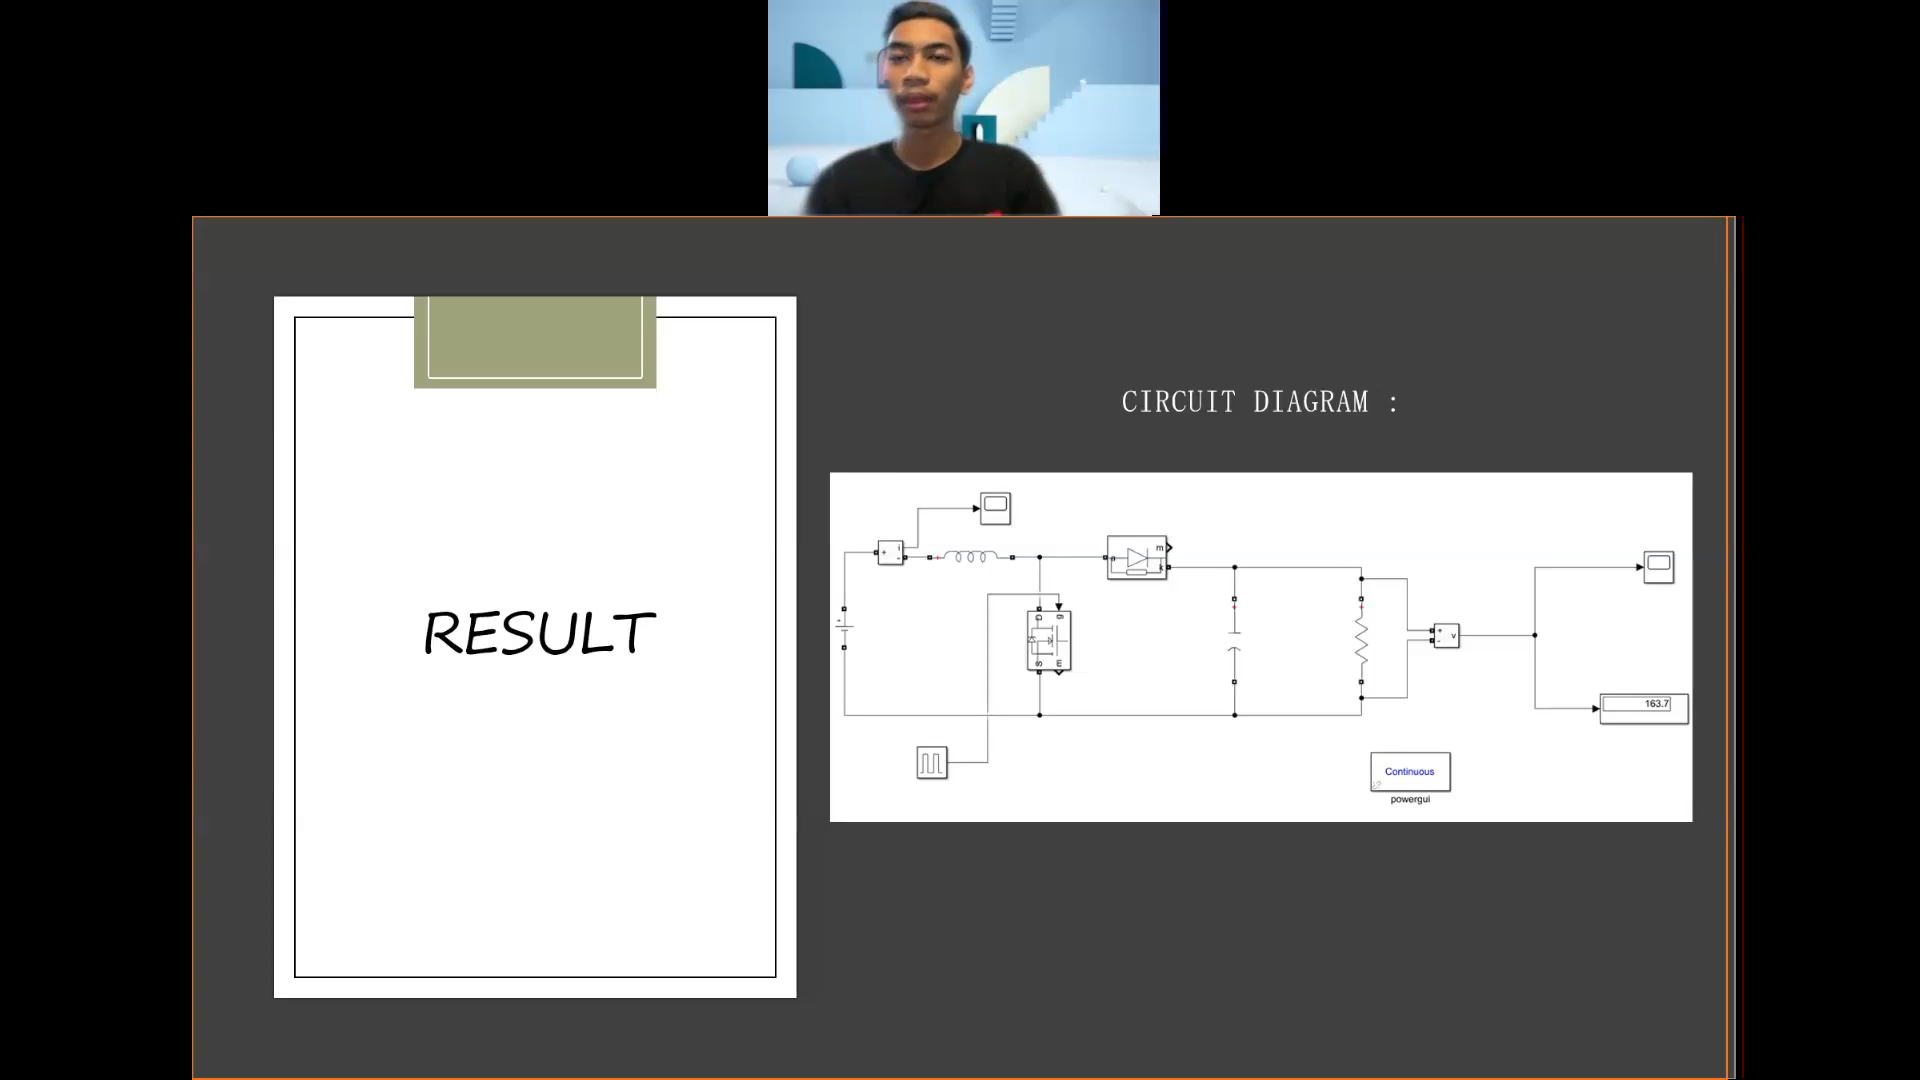 CIRCUIT DIAGRAM :
RESULT
i
+
-
m
k
+
g
D
S
m
+
-
v
163.7
Continuous
powergui